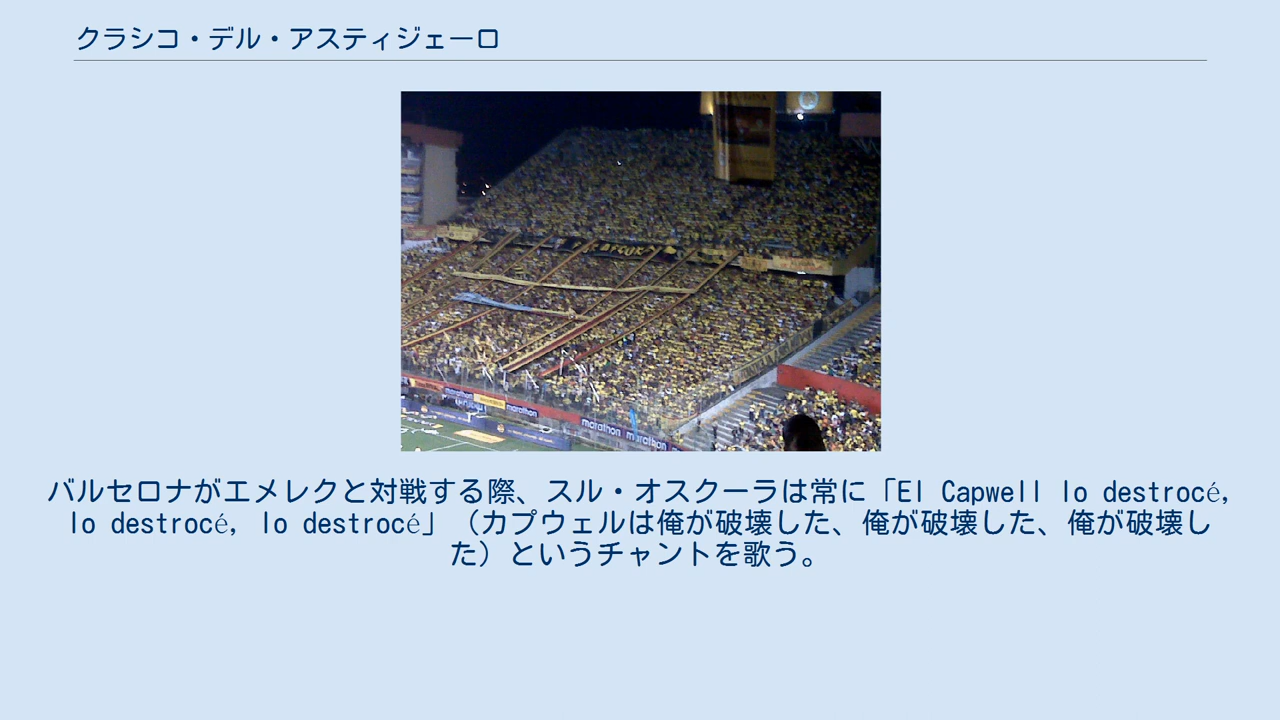 クラシコ・デル・アスティジェーロ
marathon
marathon
marathon marathon
バルセロナがエメレクと対戦する際、スル・オスクーラは常に「El Capwell lo destrocé,
lo destrocé, lo destrocé」（カプウェルは俺が破壊した、俺が破壊した、俺が破壊し
た）というチャントを歌う。